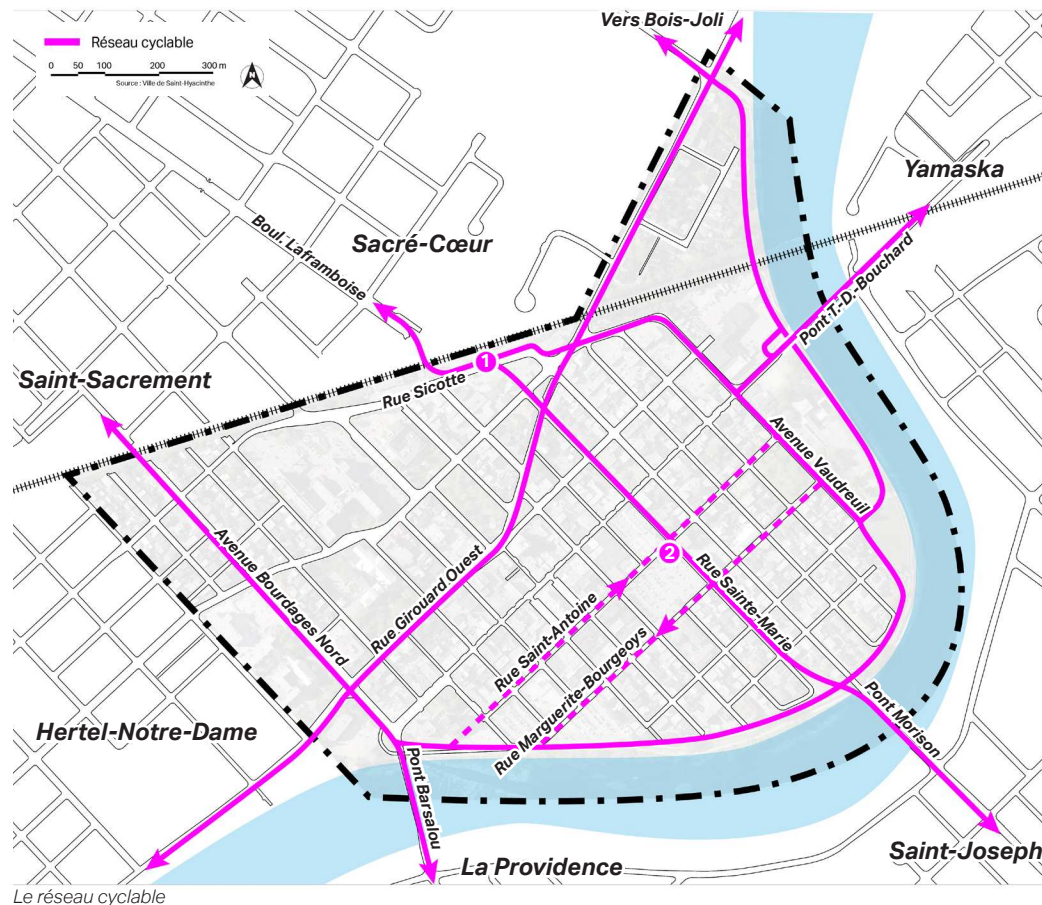 Vers Bois-Joli
Réseau cyclable
0 50 100 200 300 m
Source : Ville de Saint-Hyacinthe
N
Yamaska
Sacré-Cœur
Boul. Laframboise
Pont T.-D.-Bouchard
1
Saint-Sacrement
Rue Sicotte
Avenue Vaudreuil
2
Avenue Bourdages Nord
Rue Girouard Ouest
Rue Saint-Antoine
Rue Sainte-Marie
Rue Marguerite-Bourgeoys
Hertel-Notre-Dame
Pont Barsalou
Pont Morison
La Providence
Saint-Joseph
Le réseau cyclable